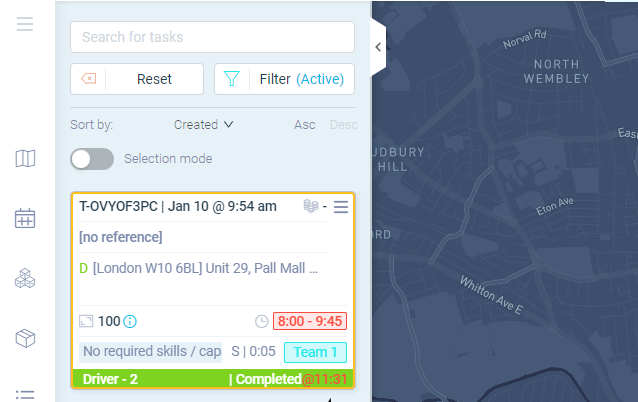 Search for tasks
Reset
Filter (Active)
Sort by:
Created
Asc
Desc
Selection mode
T-OVYOF3PC | Jan 10 @ 9:54 am
-
[no reference]
D [London W10 6BL] Unit 29, Pall Mall ...
100
8:00 - 9:45
No required skills / cap
S | 0:05
Team 1
Driver - 2
| Completed@11:31
Norval Rd
NORTH
WEMBLEY
East
UDBURY
HILL
Eton Ave
RD
Whitton Ave E